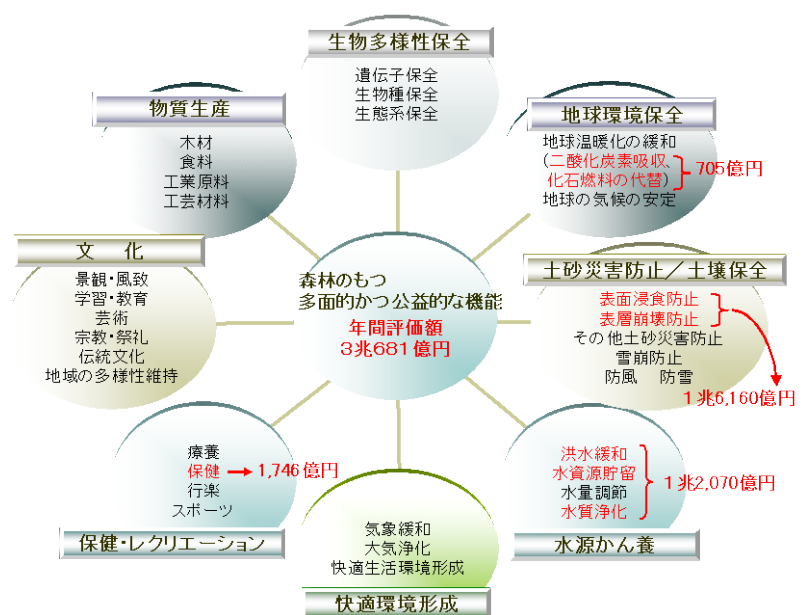 生物多様性保全
遺伝子保全
生物種保全
生態系保全
物質生産
木材
食料
工業原料
工芸材料
地球環境保全
地球温暖化の緩和
(二酸化炭素吸収、
化石燃料の代替)
705億円
地球の気候の安定
文 化
景観・風致
学習・教育
芸術
宗教・祭礼
伝統文化
地域の多様性維持
森林のもつ
多面的かつ公益的な機能
年間評価額
3兆681億円
土砂災害防止/土壌保全
表面浸食防止
表層崩壊防止
その他土砂災害防止
雪崩防止
防風 防雪
1兆6,160億円
療養
保健 1,746億円
行楽
スポーツ
保健・レクリエーション
気象緩和
大気浄化
快適生活環境形成
快適環境形成
洪水緩和
水資源貯留
水量調節
水質浄化
1兆2,070億円
水源かん養